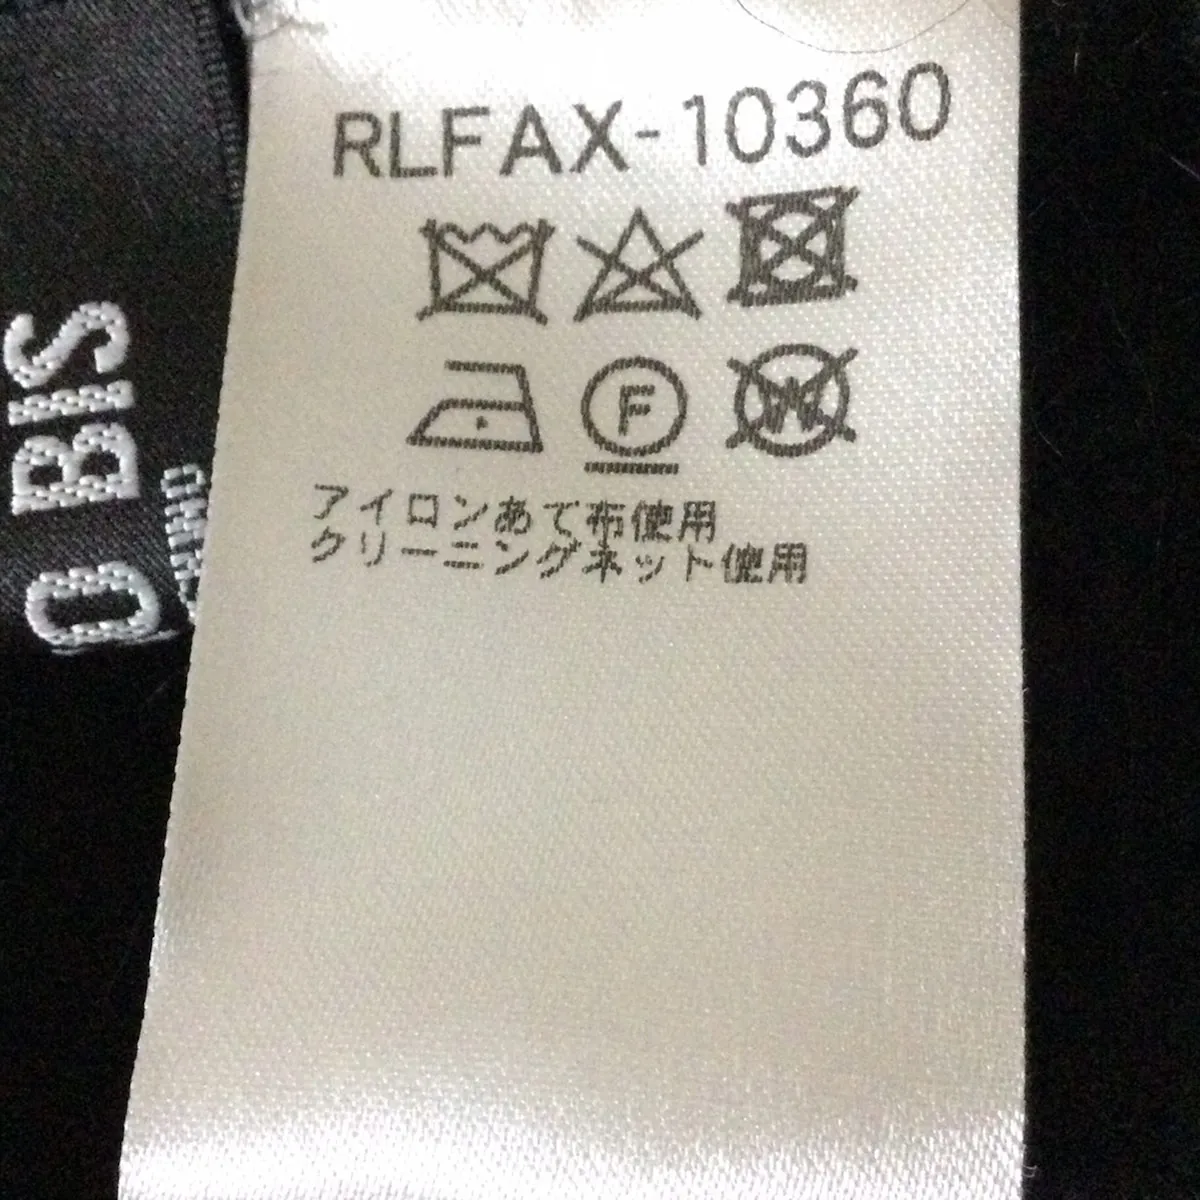 RLFAX-10360
F
W
アイロンあて布使用
クリーニングネット使用
O BIS